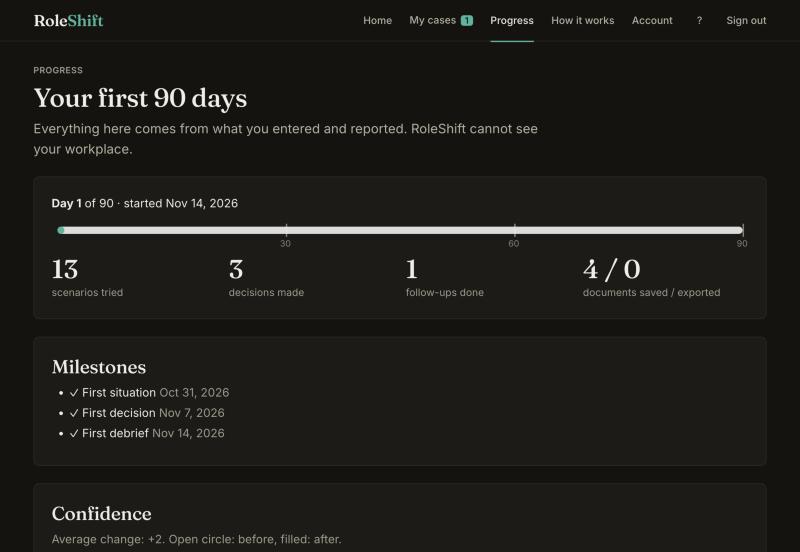 RoleShift
Home My cases 1 Progress How it works Account ? Sign out
PROGRESS
Your first 90 days
Everything here comes from what you entered and reported. RoleShift cannot see
your workplace.
Day 1 of 90 · started Nov 14, 2026
30 60 90
13 3 1 4 / 0
scenarios tried decisions made follow-ups done documents saved / exported
Milestones
• ✓ First situation Oct 31, 2026
• ✓ First decision Nov 7, 2026
• ✓ First debrief Nov 14, 2026
Confidence
Average change: +2. Open circle: before, filled: after.